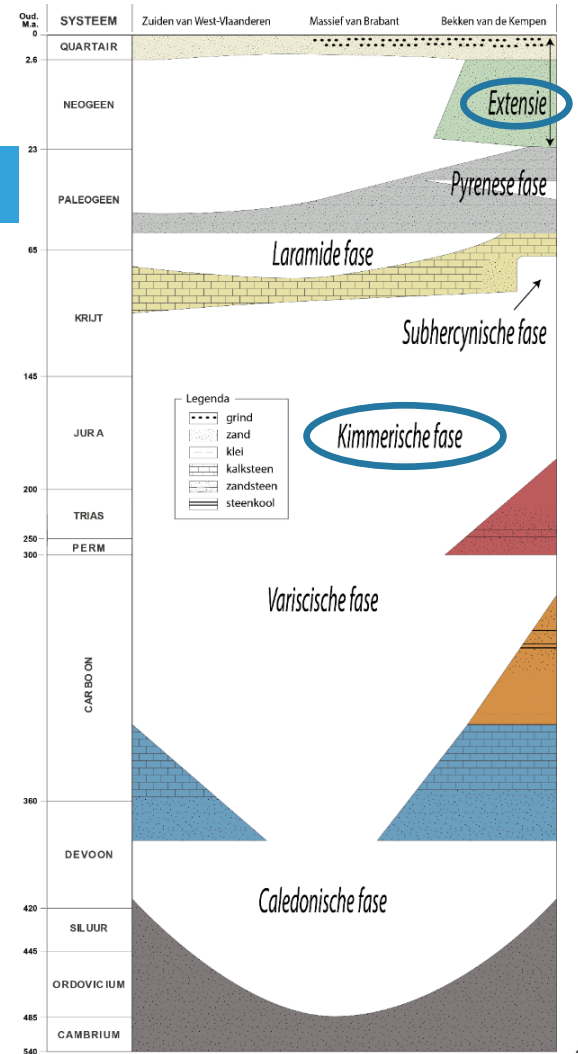 Oud.
M.a.
SYSTEEM
Zuiden van West-Vlaanderen
Massief van Brabant
Bekken van de Kempen
0
QUARTAIR
2.6
NEOGEEN
Extensie
23
PALEOGEEN
Pyrenese fase
65
Laramide fase
KRIJT
Subhercynische fase
145
Legenda
grind
zand
klei
kalksteen
zandsteen
steenkool
JURA
Kimmerische fase
200
TRIAS
250
PERM
300
Variscische fase
CARBOON
360
DEVOON
Caledonische fase
420
SILUUR
445
ORDOVICIUM
485
CAMBRIUM
540